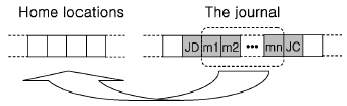 Home locations The journal
JD m1 m2 ••• mn JC